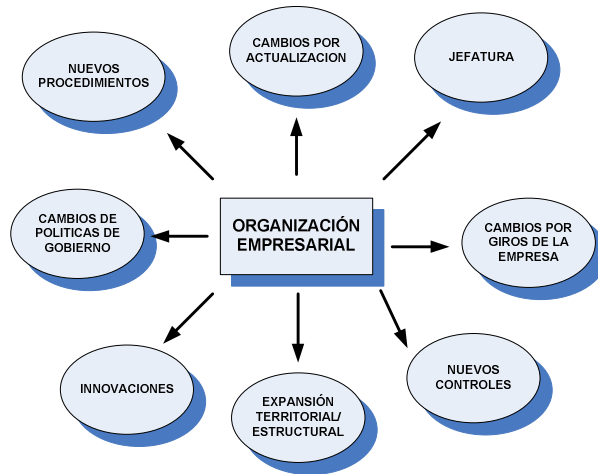 NUEVOS
PROCEDIMIENTOS
CAMBIOS POR
ACTUALIZACION
JEFATURA
CAMBIOS DE
POLITICAS DE
GOBIERNO
ORGANIZACIÓN
EMPRESARIAL
CAMBIOS POR
GIROS DE LA
EMPRESA
INNOVACIONES
EXPANSIÓN
TERRITORIAL/
ESTRUCTURAL
NUEVOS
CONTROLES